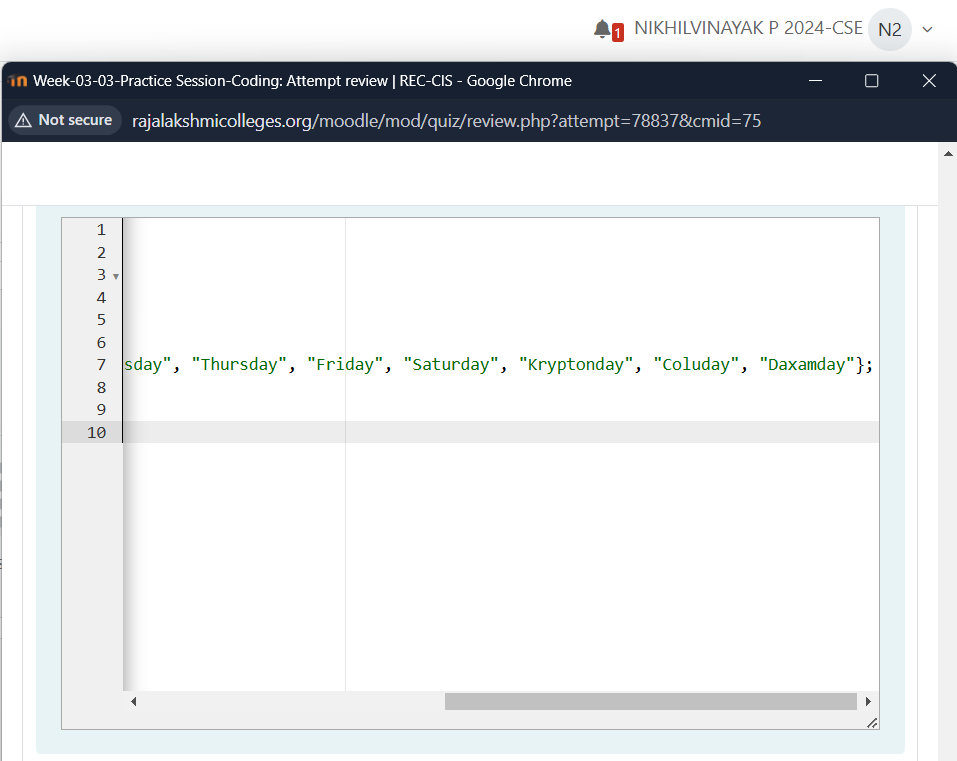 1 NIKHILVINAYAK P 2024-CSE N2
Week-03-03-Practice Session-Coding: Attempt review | REC-CIS - Google Chrome
Not secure rajalakshmicolleges.org/moodle/mod/quiz/review.php?attempt=78837&cmid=75
1
2
3
4
5
6
7 sday", "Thursday", "Friday", "Saturday", "Kryptonday", "Coluday", "Daxamday"};
8
9
10